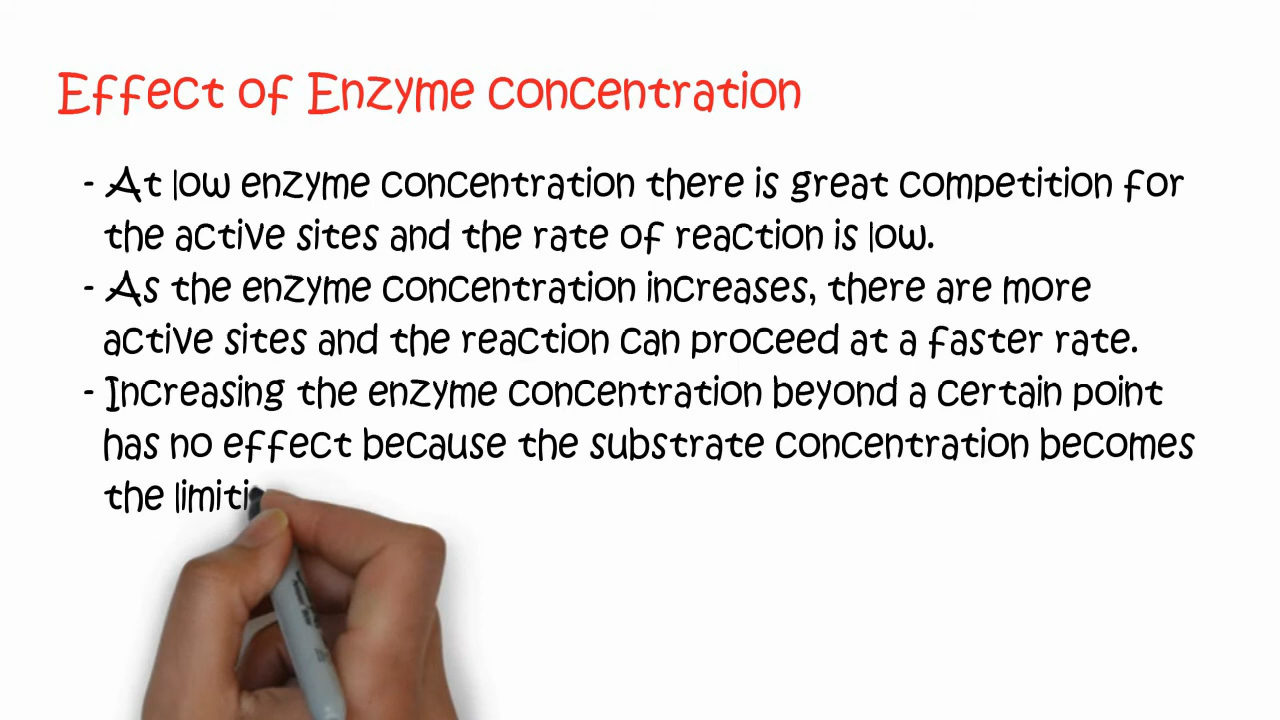 Effect of Enzyme concentration
- At low enzyme concentration there is great competition for
the active sites and the rate of reaction is low.
- As the enzyme concentration increases, there are more
active sites and the reaction can proceed at a faster rate.
- Increasing the enzyme concentration beyond a certain point
has no effect because the substrate concentration becomes
the limiti